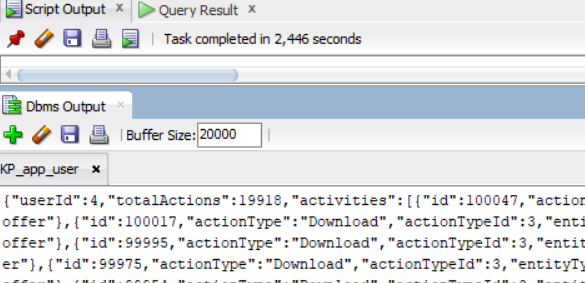 Script Output x Query Result x
Task completed in 2,446 seconds
Dbms Output x
Buffer Size: 20000
KP_app_user x
{"userId":4,"totalActions":19918,"activities":[{"id":100047,"action
offer"},{"id":100017,"actionType":"Download","actionTypeId":3,"enti
offer"},{"id":99995,"actionType":"Download","actionTypeId":3,"entit
er"},{"id":99975,"actionType":"Download","actionTypeId":3,"entityTy